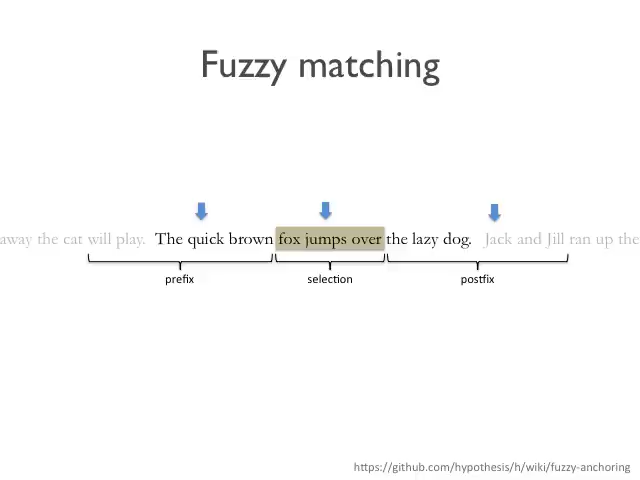 Fuzzy matching
away the cat will play. The quick brown fox jumps over the lazy dog. Jack and Jill ran up the
prefix selection postfix
https://github.com/hypothesis/h/wiki/fuzzy-anchoring